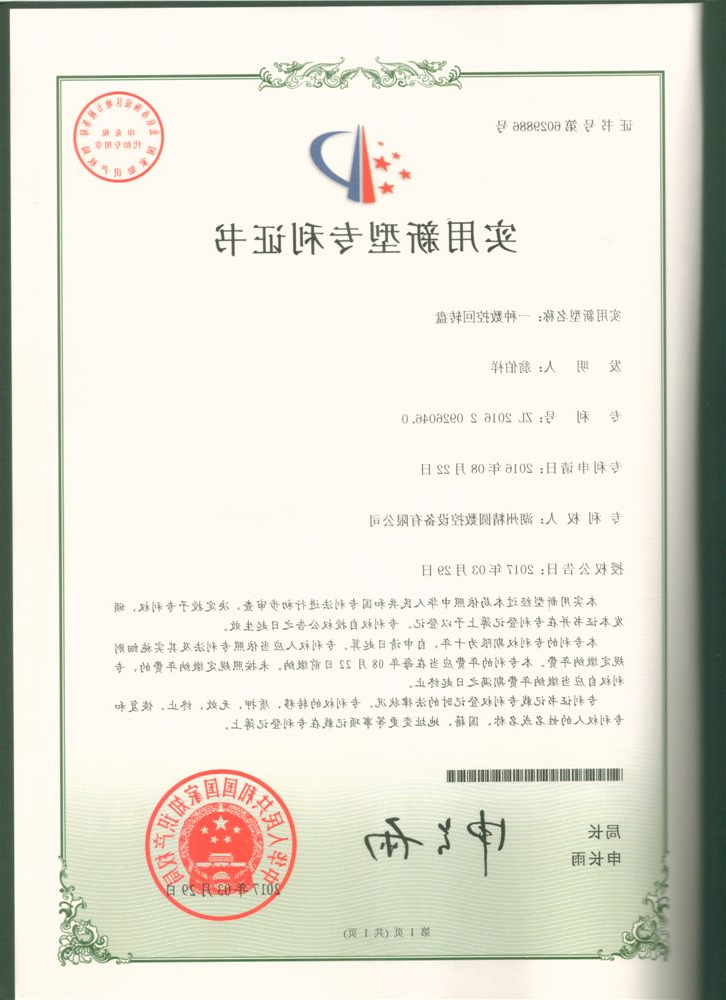 证书号第6029886号
实用新型专利证书
实用新型名称：一种数控回转盘
发 明 人：翁伯祥
专 利 号：ZL 2016 2 0926046.0
专利申请日：2016年08月22日
专 利 权 人：湖州精圆数控设备有限公司
授权公告日：2017年03月29日
本实用新型经过本局依照中华人民共和国专利法进行初步审查，决定授予专利权，颁
发本证书并在专利登记簿上予以登记。专利权自授权公告之日起生效。
本专利的专利权期限为十年，自申请日起算。专利权人应当依照专利法及其实施细则
规定缴纳年费。本专利的年费应当在每年08月22日前缴纳。未按照规定缴纳年费的，专
利权自应当缴纳年费期满之日起终止。
专利证书记载专利权登记时的法律状况。专利权的转移、质押、无效、终止、恢复和
专利权人的姓名或名称、国籍、地址变更等事项记载在专利登记簿上。
局长
申长雨
申长雨
中华人民共和国国家知识产权局
2017年03月29日
第 1 页 (共 1 页)